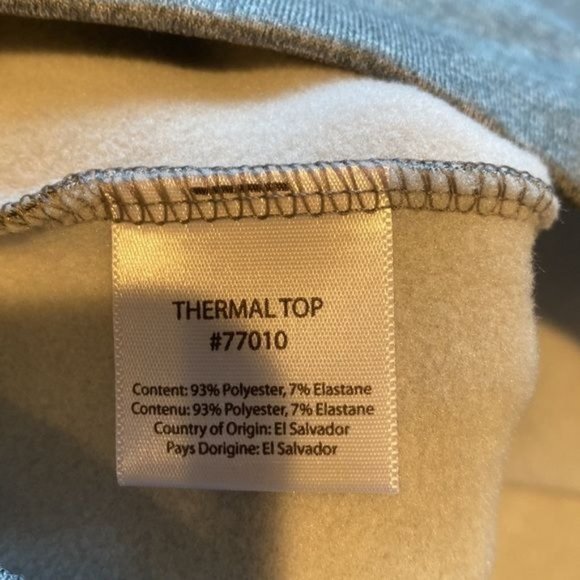 THERMAL TOP
#77010
Content: 93% Polyester, 7% Elastane
Contenu: 93% Polyester, 7% Elastane
Country of Origin: El Salvador
Pays Dorigine: El Salvador